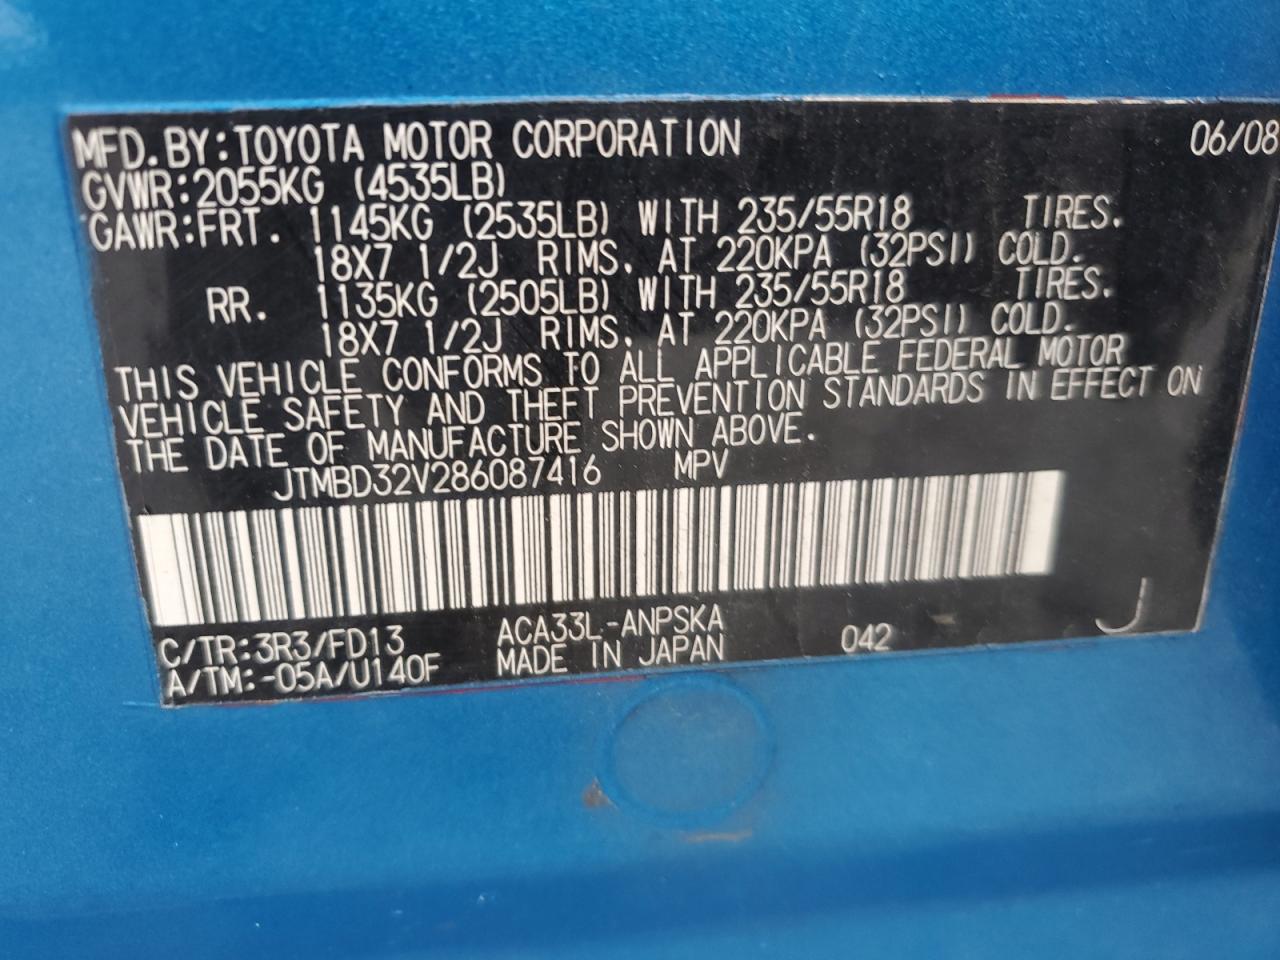 MFD. BY: TOYOTA MOTOR CORPORATION 06/08
GVWR: 2055KG (4535LB)
GAWR: FRT. 1145KG (2535LB) WITH 235/55R18 TIRES.
18X7 1/2J RIMS, AT 220KPA (32PSI) COLD.
RR. 1135KG (2505LB) WITH 235/55R18 TIRES.
18X7 1/2J RIMS, AT 220KPA (32PSI) COLD.
THIS VEHICLE CONFORMS TO ALL APPLICABLE FEDERAL MOTOR
VEHICLE SAFETY AND THEFT PREVENTION STANDARDS IN EFFECT ON
THE DATE OF MANUFACTURE SHOWN ABOVE.
JTMBD32V286087416 MPV
C/TR: 3R3/FD13 ACA33L-ANPSKA 042 J
A/TM: -05A/U140F MADE IN JAPAN